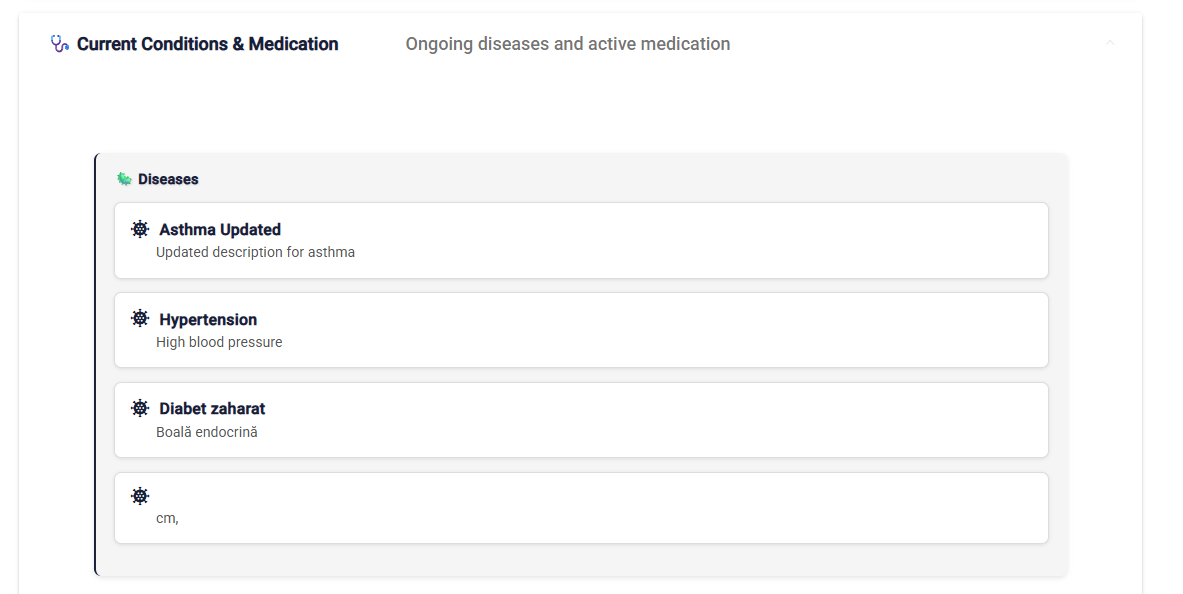 Current Conditions & Medication Ongoing diseases and active medication
Diseases
Asthma Updated
Updated description for asthma
Hypertension
High blood pressure
Diabet zaharat
Boală endocrină
cm,